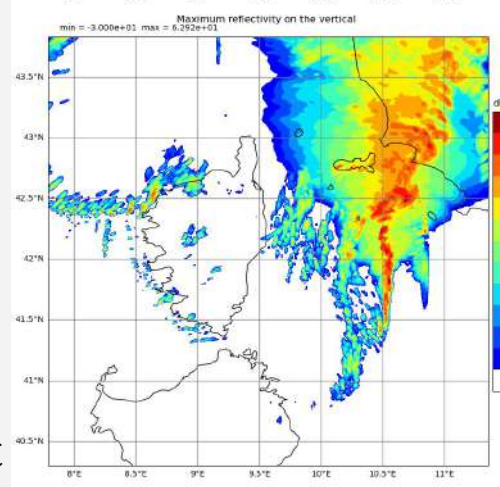 Maximum reflectivity on the vertical
min = -3.000e+01 max = 6.292e+01
43.5°N
43°N
42.5°N
42°N
41.5°N
41°N
40.5°N
8°E
8.5°E
9°E
9.5°E
10°E
10.5°E
11°E